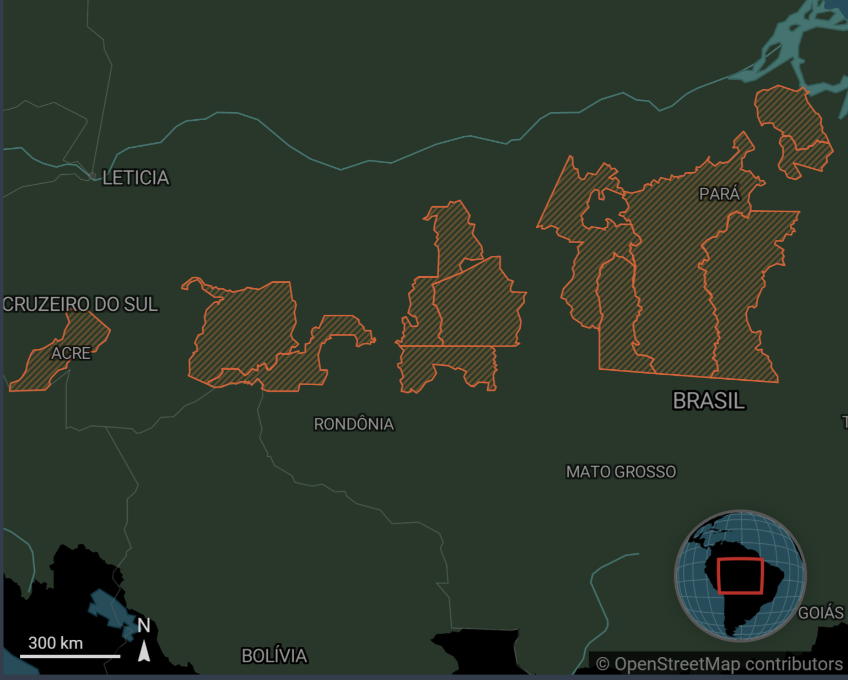 LETICIA
PARÁ
CRUZEIRO DO SUL
ACRE
BRASIL
RONDÔNIA
T
MATO GROSSO
GOIÁS
N
300 km
BOLÍVIA
© OpenStreetMap contributors